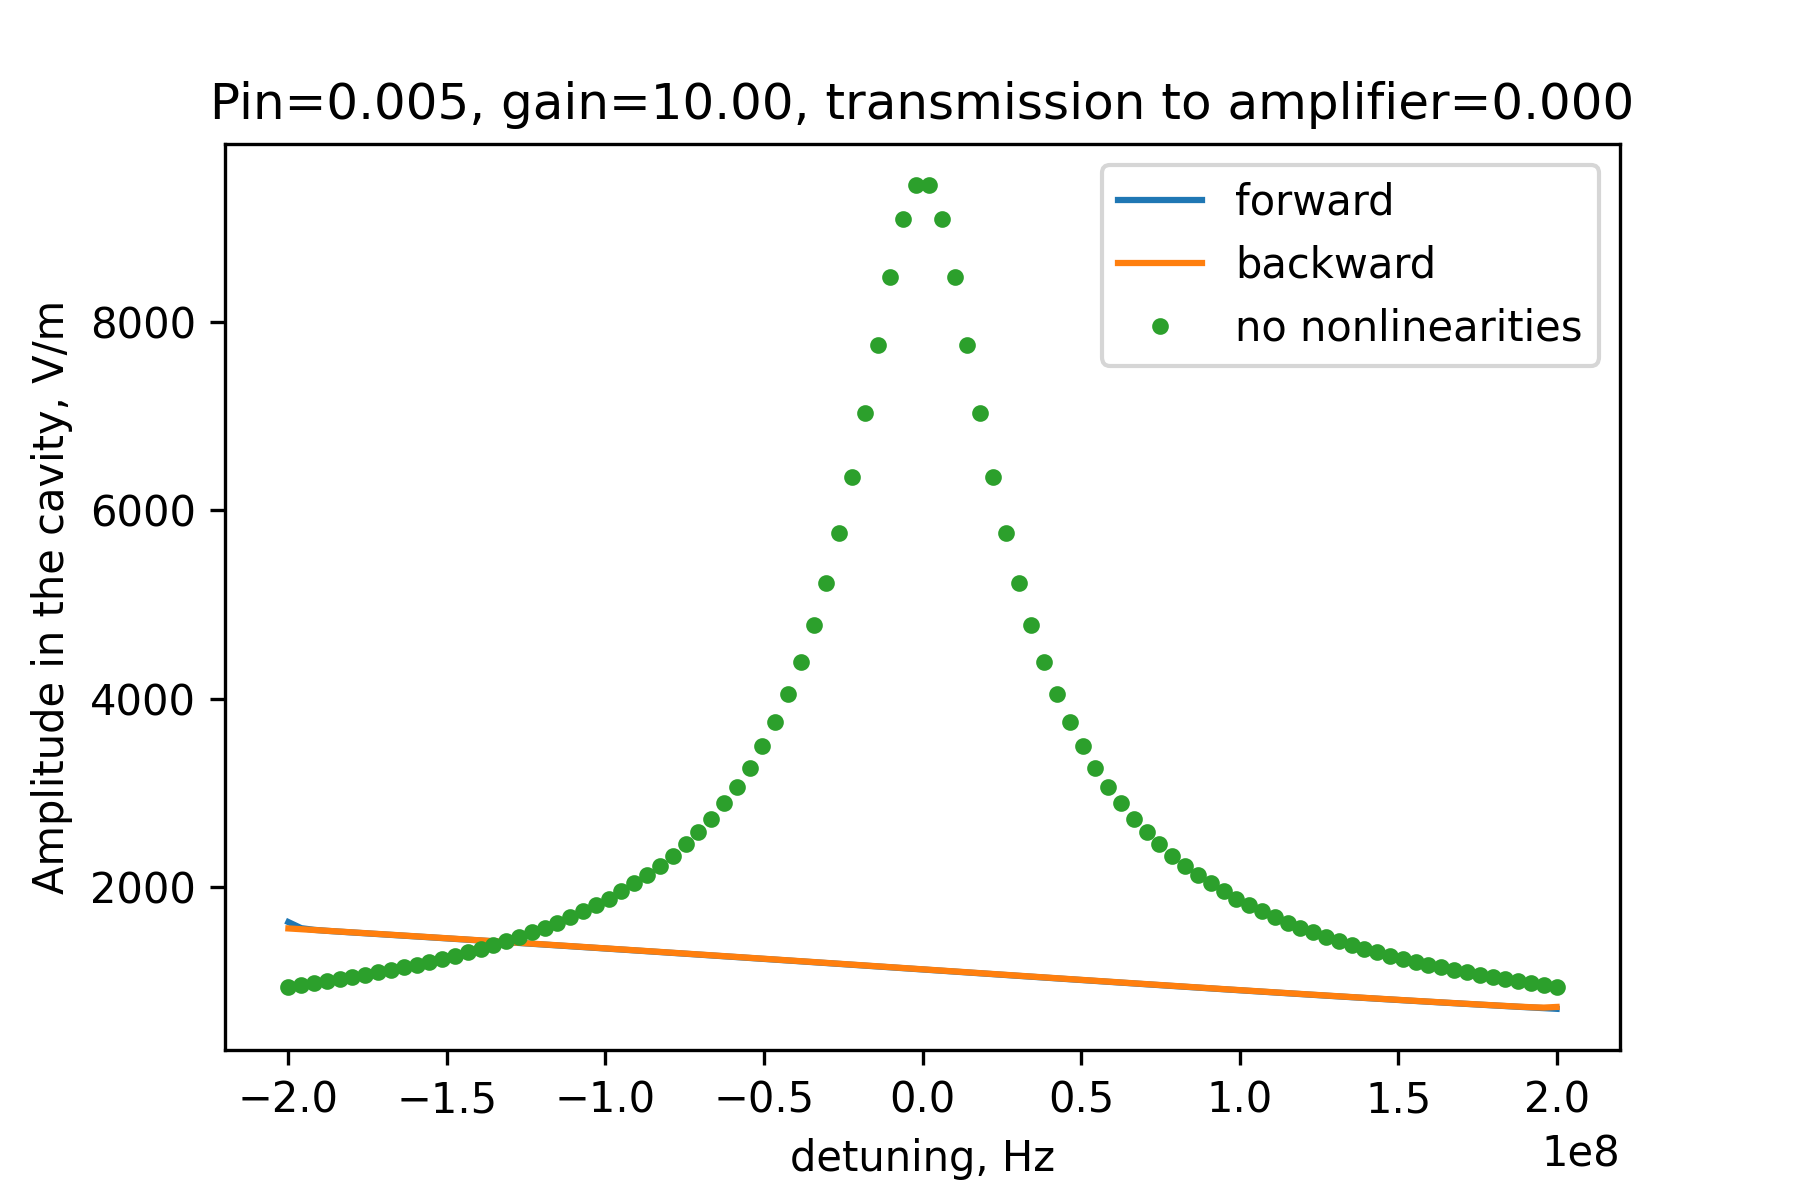 Pin=0.005, gain=10.00, transmission to amplifier=0.000
forward
backward
no nonlinearities
Amplitude in the cavity, V/m
8000
6000
4000
2000
−2.0 −1.5 −1.0 −0.5 0.0 0.5 1.0 1.5 2.0
1e8
detuning, Hz